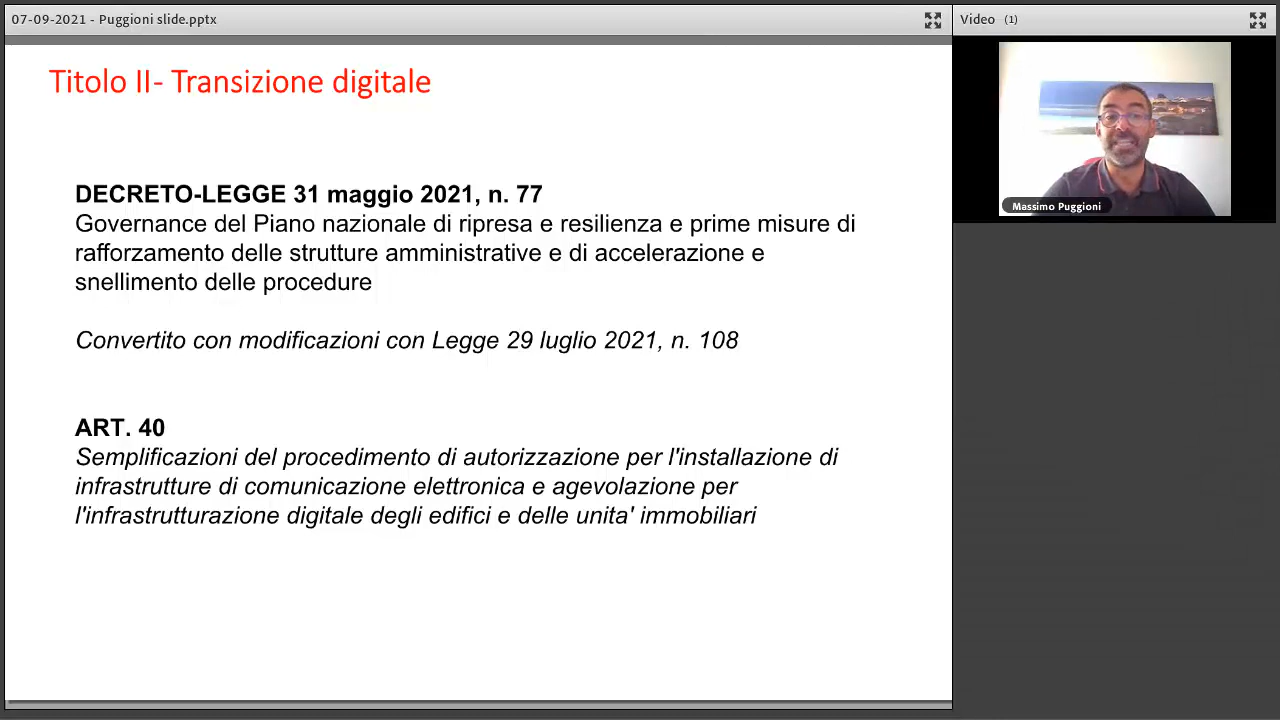 07-09-2021 - Puggioni slide.pptx
Video (1)
Titolo II- Transizione digitale
DECRETO-LEGGE 31 maggio 2021, n. 77
Governance del Piano nazionale di ripresa e resilienza e prime misure di
rafforzamento delle strutture amministrative e di accelerazione e
snellimento delle procedure
Convertito con modificazioni con Legge 29 luglio 2021, n. 108
ART. 40
Semplificazioni del procedimento di autorizzazione per l'installazione di
infrastrutture di comunicazione elettronica e agevolazione per
l'infrastrutturazione digitale degli edifici e delle unita' immobiliari
Massimo Puggioni